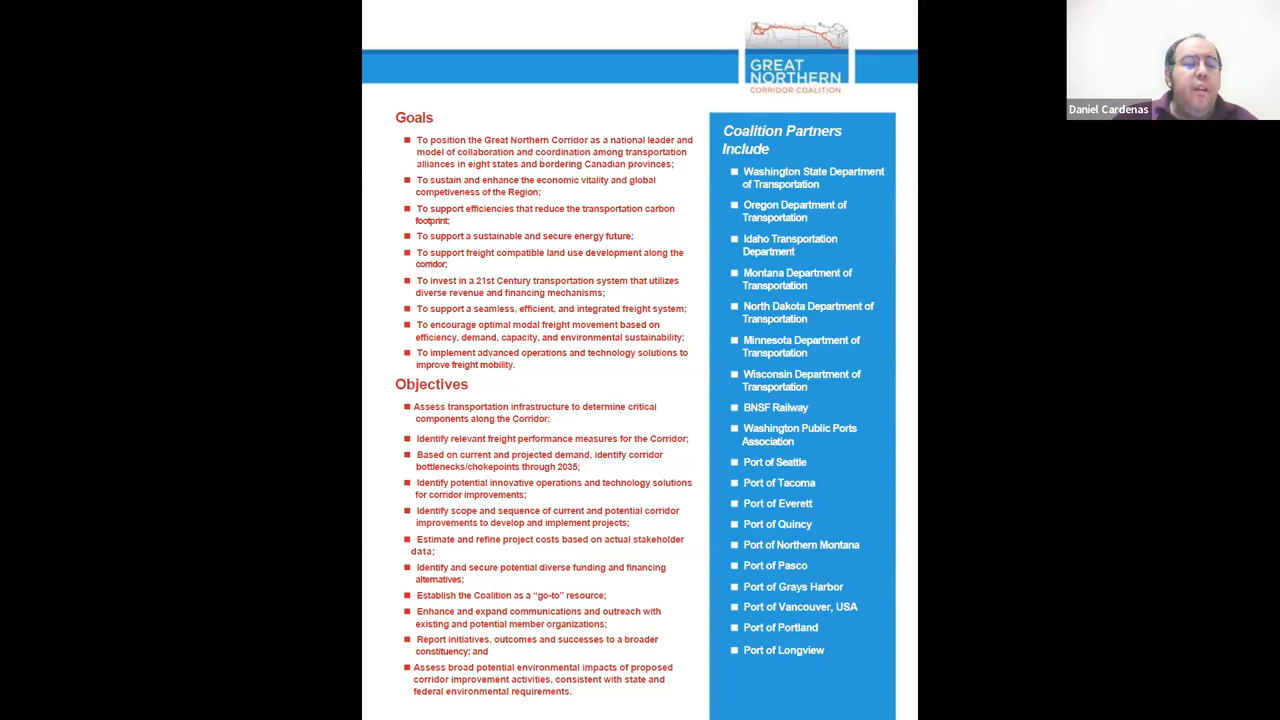 GREAT
NORTHERN
CORRIDOR COALITION
Daniel Cardenas
Goals
To position the Great Northern Corridor as a national leader and
model of collaboration and coordination among transportation
alliances in eight states and bordering Canadian provinces;
To sustain and enhance the economic vitality and global
competiveness of the Region;
To support efficiencies that reduce the transportation carbon
footprint;
To support a sustainable and secure energy future;
To support freight compatible land use development along the
corridor;
To invest in a 21st Century transportation system that utilizes
diverse revenue and financing mechanisms;
To support a seamless, efficient, and integrated freight system;
To encourage optimal modal freight movement based on
efficiency, demand, capacity, and environmental sustainability;
To implement advanced operations and technology solutions to
improve freight mobility.
Objectives
Assess transportation infrastructure to determine critical
components along the Corridor;
Identify relevant freight performance measures for the Corridor;
Based on current and projected demand, identify corridor
bottlenecks/chokepoints through 2035;
Identify potential innovative operations and technology solutions
for corridor improvements;
Identify scope and sequence of current and potential corridor
improvements to develop and implement projects;
Estimate and refine project costs based on actual stakeholder
data;
Identify and secure potential diverse funding and financing
alternatives;
Establish the Coalition as a “go-to” resource;
Enhance and expand communications and outreach with
existing and potential member organizations;
Report initiatives, outcomes and successes to a broader
constituency; and
Assess broad potential environmental impacts of proposed
corridor improvement activities, consistent with state and
federal environmental requirements.
Coalition Partners
Include
Washington State Department
of Transportation
Oregon Department of
Transportation
Idaho Transportation
Department
Montana Department of
Transportation
North Dakota Department of
Transportation
Minnesota Department of
Transportation
Wisconsin Department of
Transportation
BNSF Railway
Washington Public Ports
Association
Port of Seattle
Port of Tacoma
Port of Everett
Port of Quincy
Port of Northern Montana
Port of Pasco
Port of Grays Harbor
Port of Vancouver, USA
Port of Portland
Port of Longview